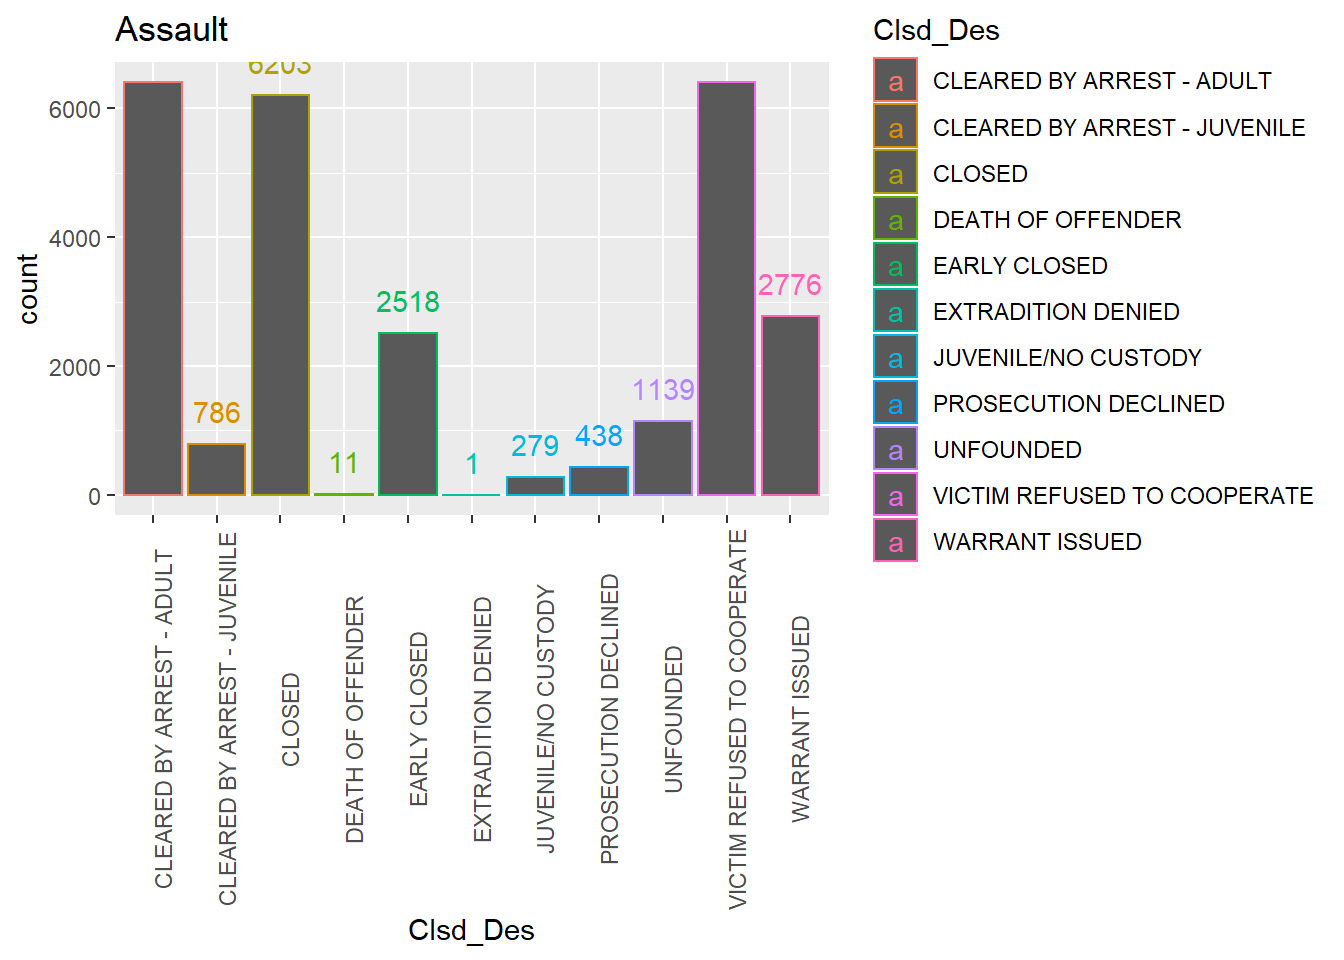 Assault
6203
786
11
2518
1
279
438
1139
2776
6000
4000
2000
0
count
CLEARED BY ARREST - ADULT
CLEARED BY ARREST - JUVENILE
CLOSED
DEATH OF OFFENDER
EARLY CLOSED
EXTRADITION DENIED
JUVENILE/NO CUSTODY
PROSECUTION DECLINED
UNFOUNDED
VICTIM REFUSED TO COOPERATE
WARRANT ISSUED
Clsd_Des
Clsd_Des
a CLEARED BY ARREST - ADULT
a CLEARED BY ARREST - JUVENILE
a CLOSED
a DEATH OF OFFENDER
a EARLY CLOSED
a EXTRADITION DENIED
a JUVENILE/NO CUSTODY
a PROSECUTION DECLINED
a UNFOUNDED
a VICTIM REFUSED TO COOPERATE
a WARRANT ISSUED